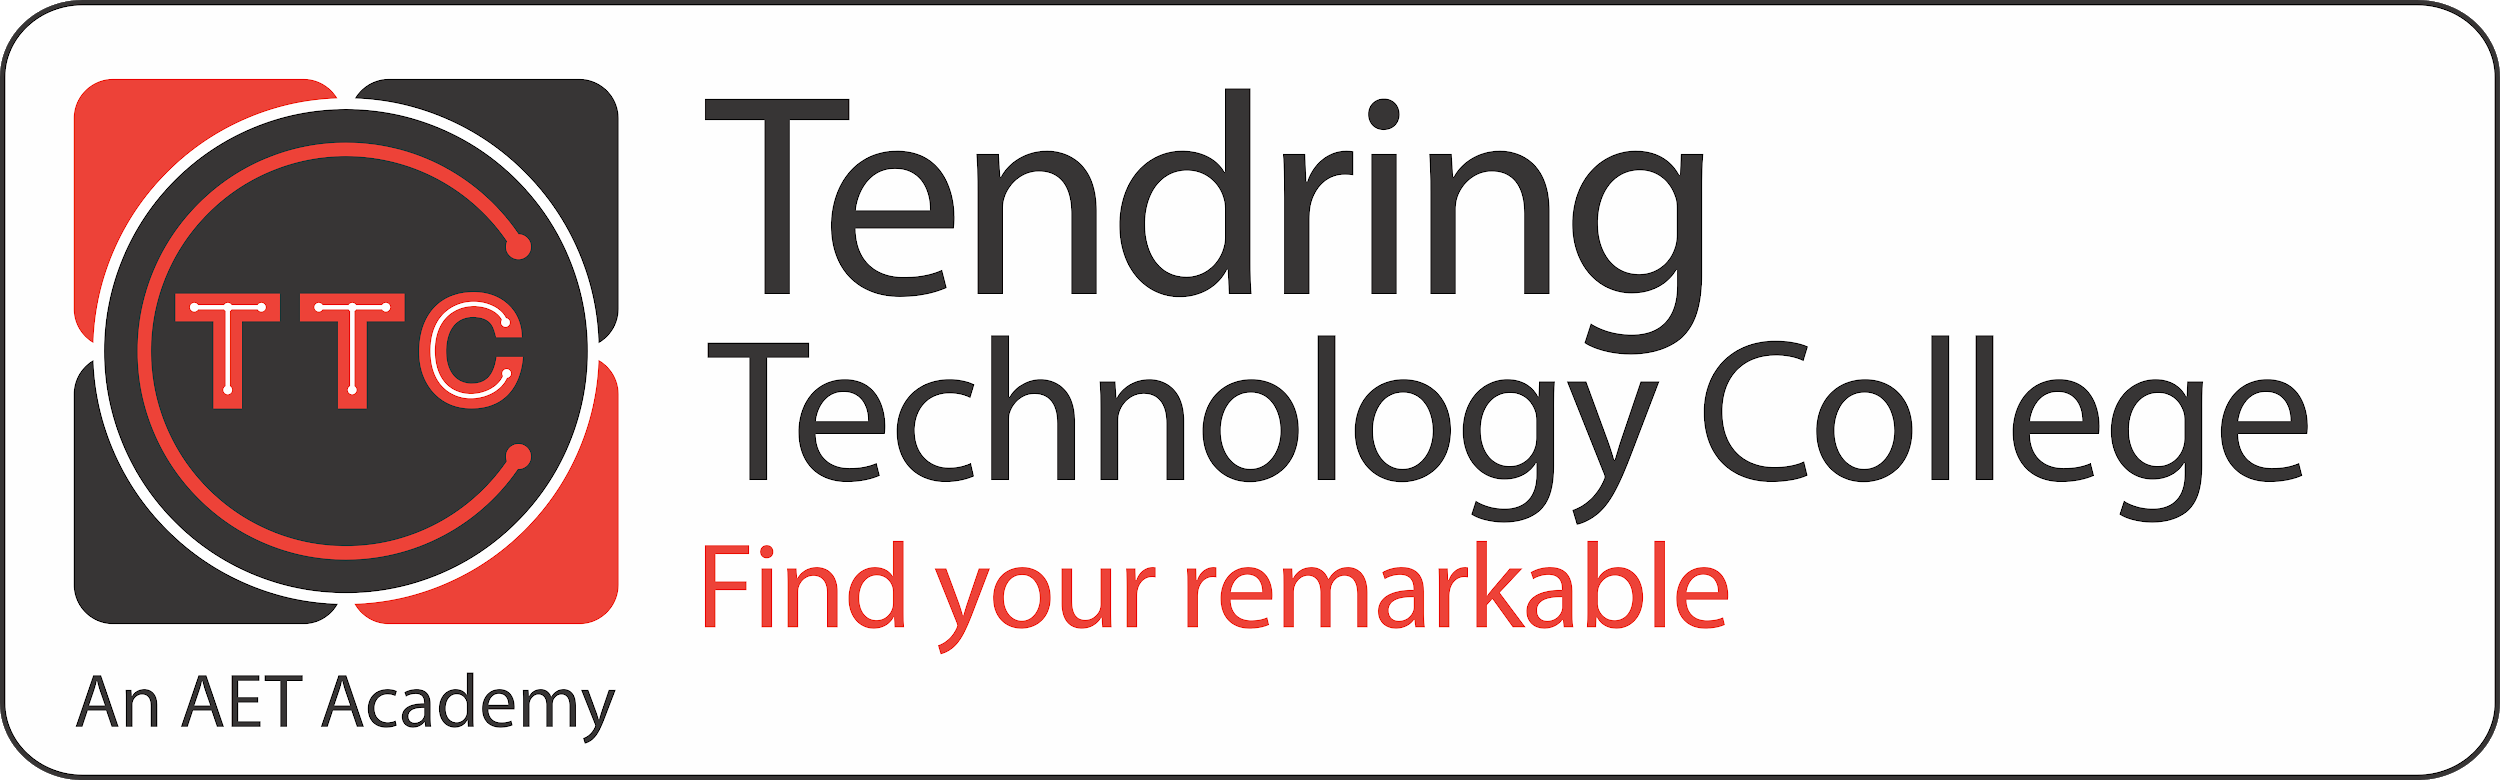 TTC
Tendring
Technology College
Find your remarkable
An AET Academy